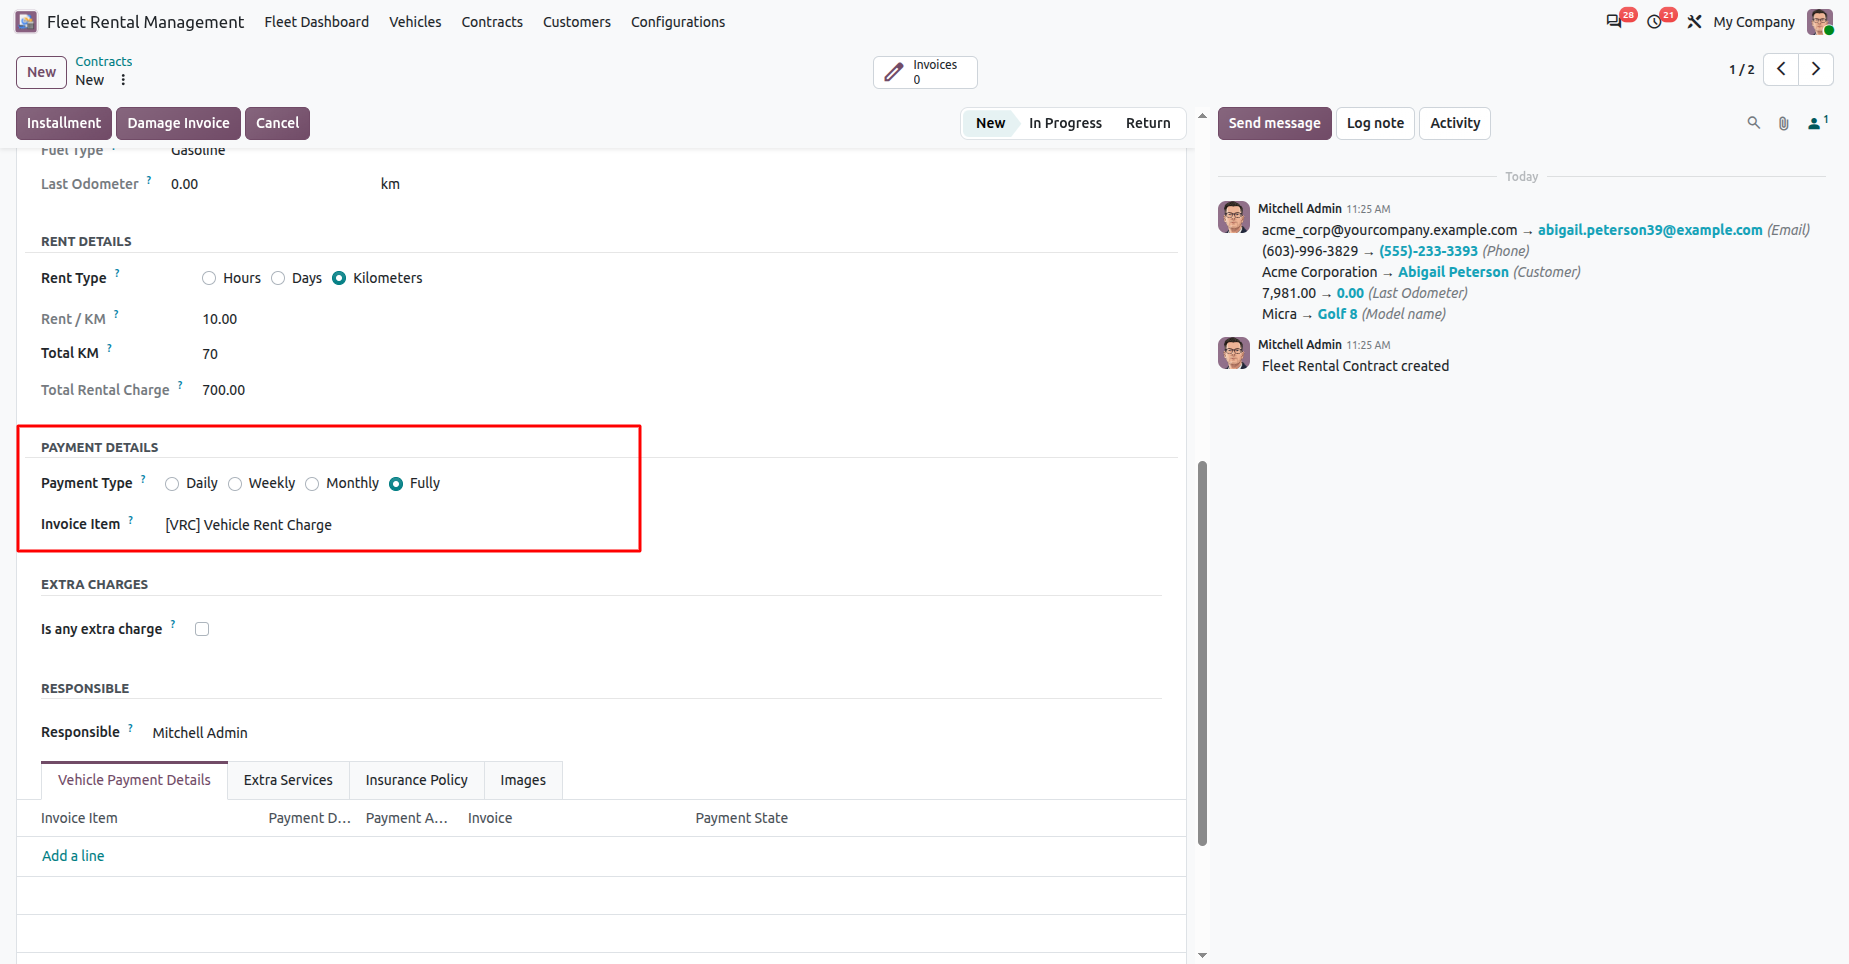 Fleet Rental Management Fleet Dashboard Vehicles Contracts Customers Configurations 28 21 My Company
New Contracts
New
Invoices
0
1 / 2
Installment Damage Invoice Cancel New In Progress Return
Send message Log note Activity 1
Fuel Type ? Gasoline
Last Odometer ? 0.00 km
RENT DETAILS
Rent Type ? Hours Days Kilometers
Rent / KM ? 10.00
Total KM ? 70
Total Rental Charge ? 700.00
PAYMENT DETAILS
Payment Type ? Daily Weekly Monthly Fully
Invoice Item ? [VRC] Vehicle Rent Charge
EXTRA CHARGES
Is any extra charge ?
RESPONSIBLE
Responsible ? Mitchell Admin
Vehicle Payment Details Extra Services Insurance Policy Images
Invoice Item Payment D... Payment A... Invoice Payment State
Add a line
Today
Mitchell Admin 11:25 AM
acme_corp@yourcompany.example.com → abigail.peterson39@example.com (Email)
(603)-996-3829 → (555)-233-3393 (Phone)
Acme Corporation → Abigail Peterson (Customer)
7,981.00 → 0.00 (Last Odometer)
Micra → Golf 8 (Model name)
Mitchell Admin 11:25 AM
Fleet Rental Contract created